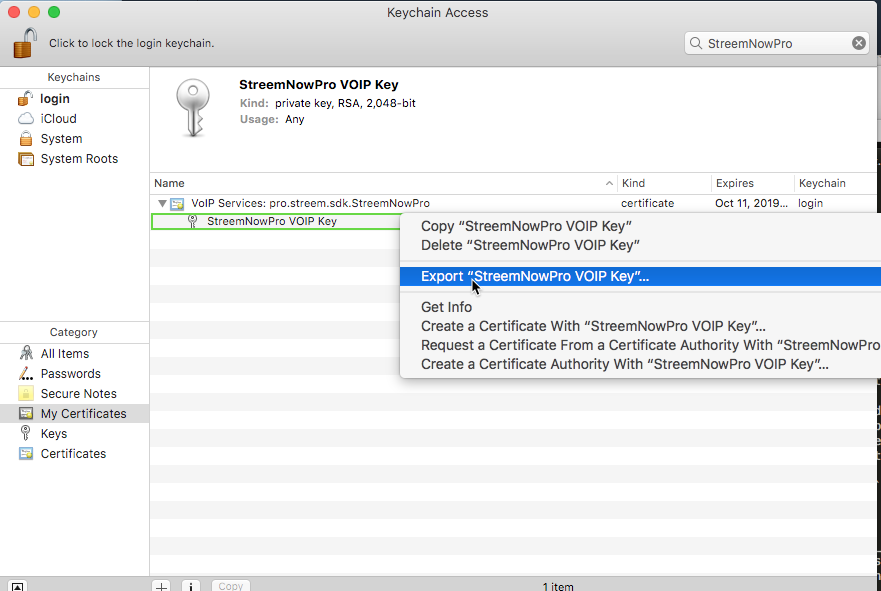 Keychain Access
Click to lock the login keychain.
StreemNowPro
Keychains
login
iCloud
System
System Roots
StreemNowPro VOIP Key
Kind: private key, RSA, 2,048-bit
Usage: Any
Name Kind Expires Keychain
VoIP Services: pro.streem.sdk.StreemNowPro certificate Oct 11, 2019... login
StreemNowPro VOIP Key
Copy “StreemNowPro VOIP Key”
Delete “StreemNowPro VOIP Key”
Export “StreemNowPro VOIP Key”...
Get Info
Create a Certificate With “StreemNowPro VOIP Key”...
Request a Certificate From a Certificate Authority With “StreemNowPro
Create a Certificate Authority With “StreemNowPro VOIP Key”...
Category
All Items
Passwords
Secure Notes
My Certificates
Keys
Certificates
Copy
1 item